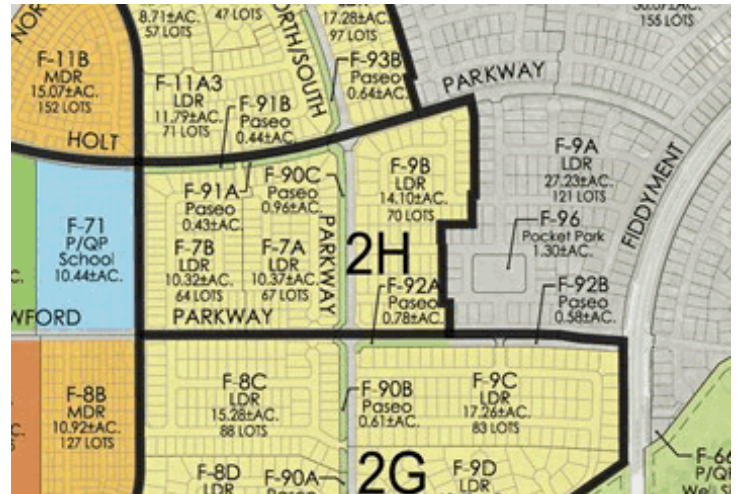 8.71±AC.
57 LOTS
47 LOTS
17.28±AC.
97 LOTS
155 LOTS
F-11B
MDR
15.07±AC.
152 LOTS
F-11A3
LDR
11.79±AC.
71 LOTS
NORTH/SOUTH
F-93B
Paseo
0.64±AC.
PARKWAY
F-91B
Paseo
0.44±AC.
HOLT
F-9A
LDR
27.23±AC.
121 LOTS
FIDDYMENT
F-9B
LDR
14.10±AC.
70 LOTS
F-90C
Paseo
0.96±AC.
F-91A
Paseo
0.43±AC.
F-71
P/QP
School
10.44±AC.
F-7B
LDR
10.32±AC.
64 LOTS
F-7A
LDR
10.37±AC.
67 LOTS
PARKWAY
2H
F-96
Pocket Park
1.30±AC.
F-92A
Paseo
0.78±AC.
F-92B
Paseo
0.58±AC.
WFORD
PARKWAY
F-8B
MDR
10.92±AC.
127 LOTS
F-8C
LDR
15.28±AC.
88 LOTS
F-90B
Paseo
0.61±AC.
F-9C
LDR
17.26±AC.
83 LOTS
F-8D
LDR
F-90A
Paseo
2G
F-9D
LDR
F-66
P/QP